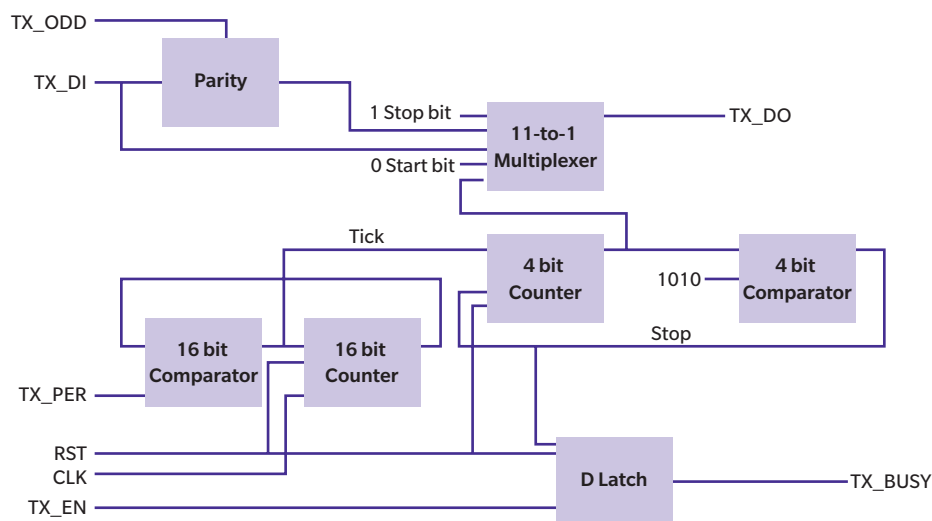 TX_ODD
TX_DI
Parity
1 Stop bit
0 Start bit
11-to-1
Multiplexer
TX_DO
Tick
4 bit
Counter
1010
4 bit
Comparator
Stop
16 bit
Comparator
16 bit
Counter
TX_PER
RST
CLK
TX_EN
D Latch
TX_BUSY